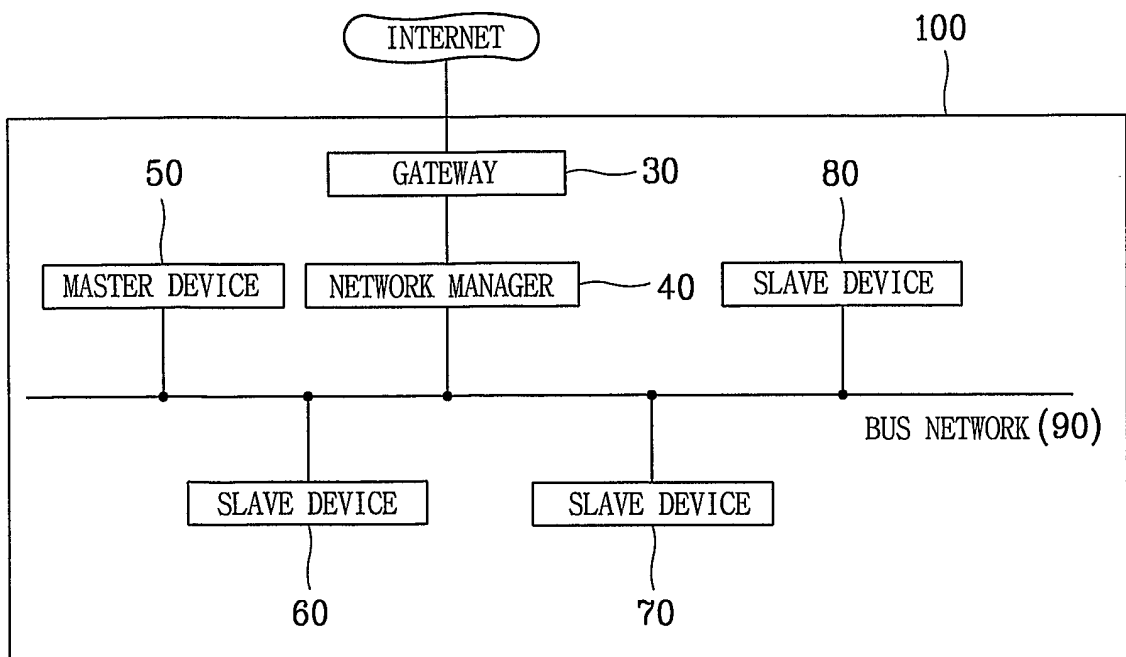 INTERNET
100
50
GATEWAY
30
80
MASTER DEVICE
NETWORK MANAGER
40
SLAVE DEVICE
BUS NETWORK (90)
SLAVE DEVICE
SLAVE DEVICE
60
70